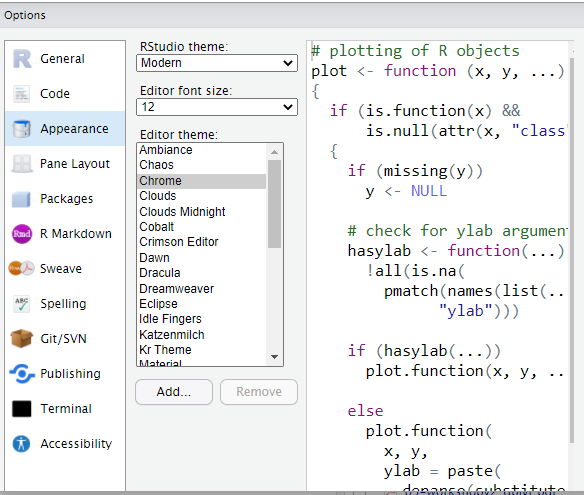 Options
R General
Code
Appearance
Pane Layout
Packages
Rmd R Markdown
Sweave
ABC Spelling
Git/SVN
Publishing
Terminal
Accessibility
RStudio theme:
Modern
Editor font size:
12
Editor theme:
Ambiance
Chaos
Chrome
Clouds
Clouds Midnight
Cobalt
Crimson Editor
Dawn
Dracula
Dreamweaver
Eclipse
Idle Fingers
Katzenmilch
Kr Theme
Material
Add...
Remove
# plotting of R objects
plot <- function (x, y, ...)
{
if (is.function(x) &&
is.null(attr(x, "class"
{
if (missing(y))
y <- NULL
# check for ylab argument
hasylab <- function(...)
!all(is.na(
pmatch(names(list(..
"ylab")))
if (hasylab(...))
plot.function(x, y, ..
else
plot.function(
x, y,
ylab = paste(